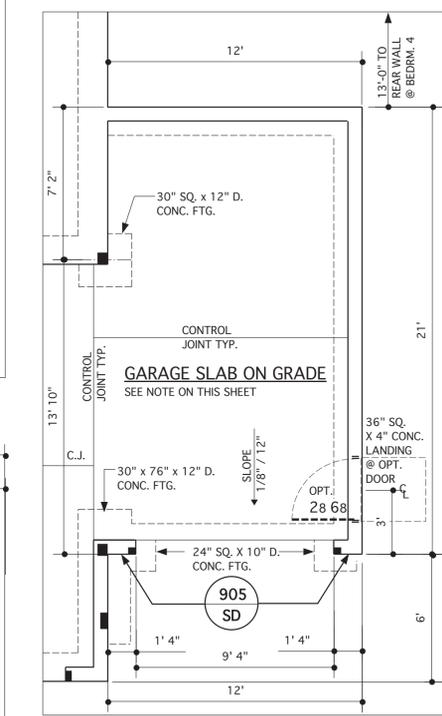 12'
13'-0" TO
REAR WALL
@ BEDRM. 4
7' 2"
30" SQ. x 12" D.
CONC. FTG.
CONTROL
JOINT TYP.
21'
GARAGE SLAB ON GRADE
SEE NOTE ON THIS SHEET
CONTROL
JOINT TYP.
13' 10"
36" SQ.
X 4" CONC.
LANDING
@ OPT.
DOOR
C.J.
30" x 76" x 12" D.
CONC. FTG.
SLOPE
1/8" / 12"
OPT.
28 68
CL
3'
24" SQ. X 10" D.
CONC. FTG.
905
SD
6'
1' 4"
1' 4"
9' 4"
12'